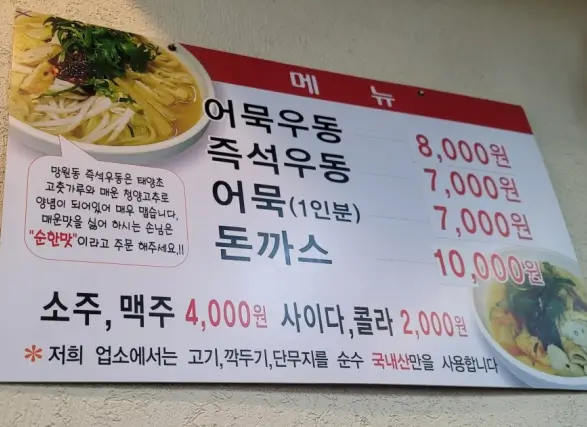 메 뉴
어묵우동 8,000원
즉석우동 7,000원
어묵(1인분) 7,000원
돈까스 10,000원
망원동 즉석우동은 태양초
고춧가루와 매운 청양고추로
양념이 되어있어 매우 맵습니다.
매운맛을 싫어 하시는 손님은
"순한맛"이라고 주문 해주세요.!!
소주, 맥주 4,000원 사이다,콜라 2,000원
* 저희 업소에서는 고기,깍두기,단무지를 순수 국내산만을 사용합니다